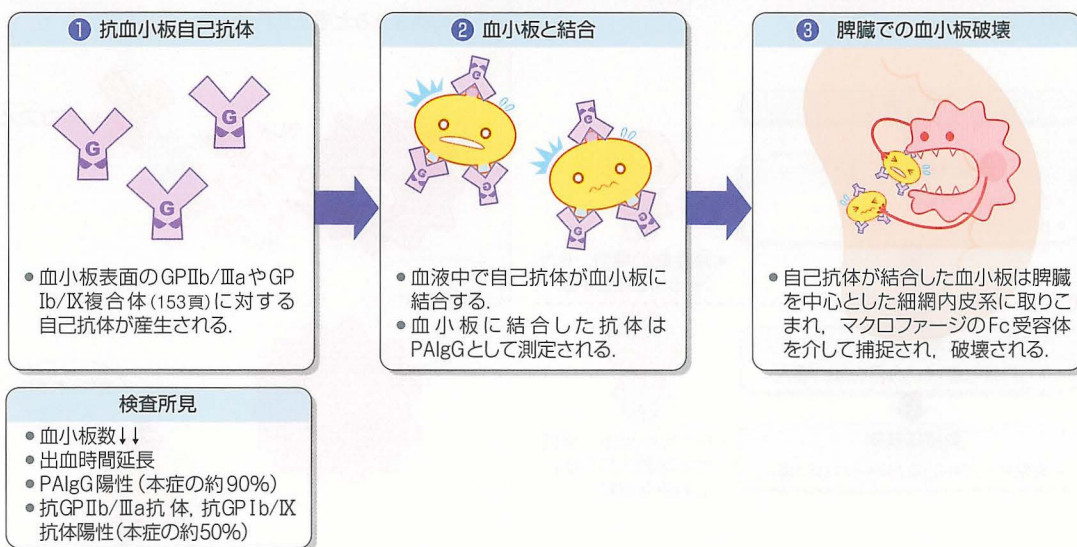 ❶ 抗血小板自己抗体
G
G
G
● 血小板表面のGPⅡb/ⅢaやGP
Ⅰb/Ⅸ複合体(153頁)に対する
自己抗体が産生される.
❷ 血小板と結合
● 血液中で自己抗体が血小板に
結合する.
● 血小板に結合した抗体は
PAIgGとして測定される.
❸ 脾臓での血小板破壊
● 自己抗体が結合した血小板は脾臓
を中心とした細網内皮系に取りこ
まれ, マクロファージのFc受容体
を介して捕捉され, 破壊される.
検査所見
● 血小板数↓↓
● 出血時間延長
● PAIgG陽性(本症の約90%)
● 抗GPⅡb/Ⅲa抗体, 抗GPⅠb/Ⅸ
抗体陽性(本症の約50%)